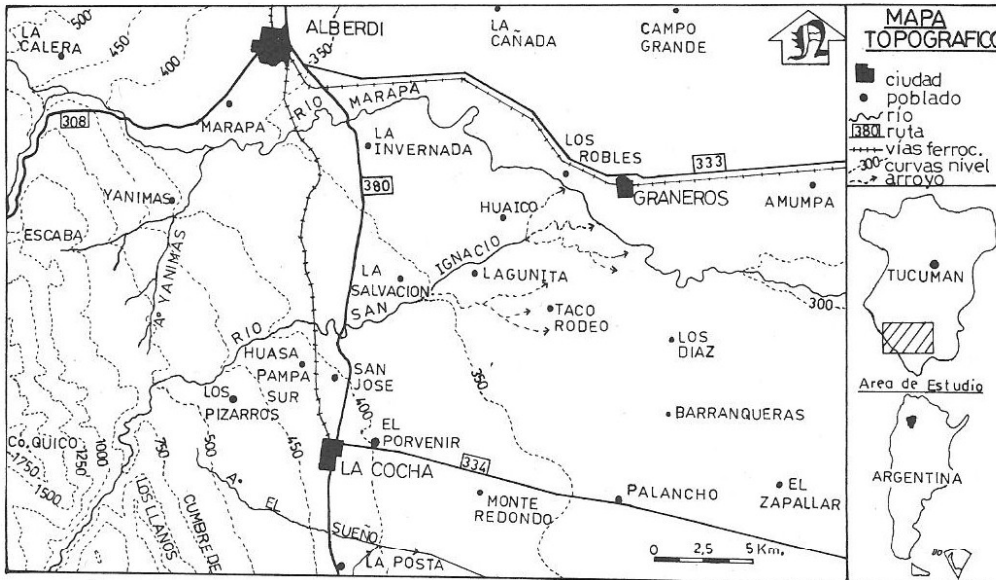 500
LA
CALERA
450
400
ALBERDI
350
LA
CAÑADA
CAMPO
GRANDE
N
308
MARAPA
RIO
MARAPA
LA
INVERNADA
LOS
ROBLES
333
380
YANIMAS
GRANEROS
AMUMPA
HUAICO
ESCABA
Aº YANIMAS
LA
SALVACION
SAN
IGNACIO
LAGUNITA
300
RIO
TACO
RODEO
HUASA
PAMPA
SUR
SAN
JOSE
LOS
DIAZ
350
LOS
PIZARROS
400
BARRANQUERAS
Co. QUICO
1750
1500
1250
1000
750
500
450
EL
PORVENIR
LA COCHA
334
LOS LLANOS
CUMBRE DE
A.
EL
SUEÑO
MONTE
REDONDO
PALANCHO
EL
ZAPALLAR
LA POSTA
0 2,5 5 Km.
MAPA
TOPOGRAFICO
ciudad
poblado
río
380 ruta
vías ferroc.
300 curvas nivel
arroyo
TUCUMAN
Area de Estudio
ARGENTINA